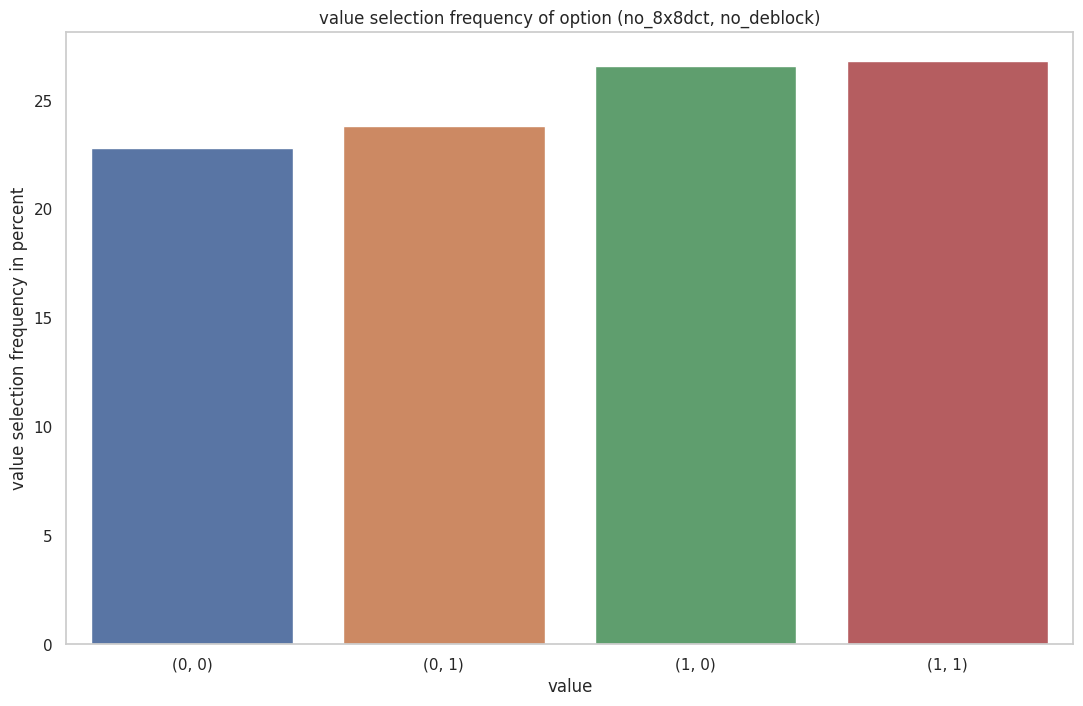 value selection frequency of option (no_8x8dct, no_deblock)
value selection frequency in percent
25
20
15
10
5
0
(0, 0) (0, 1) (1, 0) (1, 1)
value